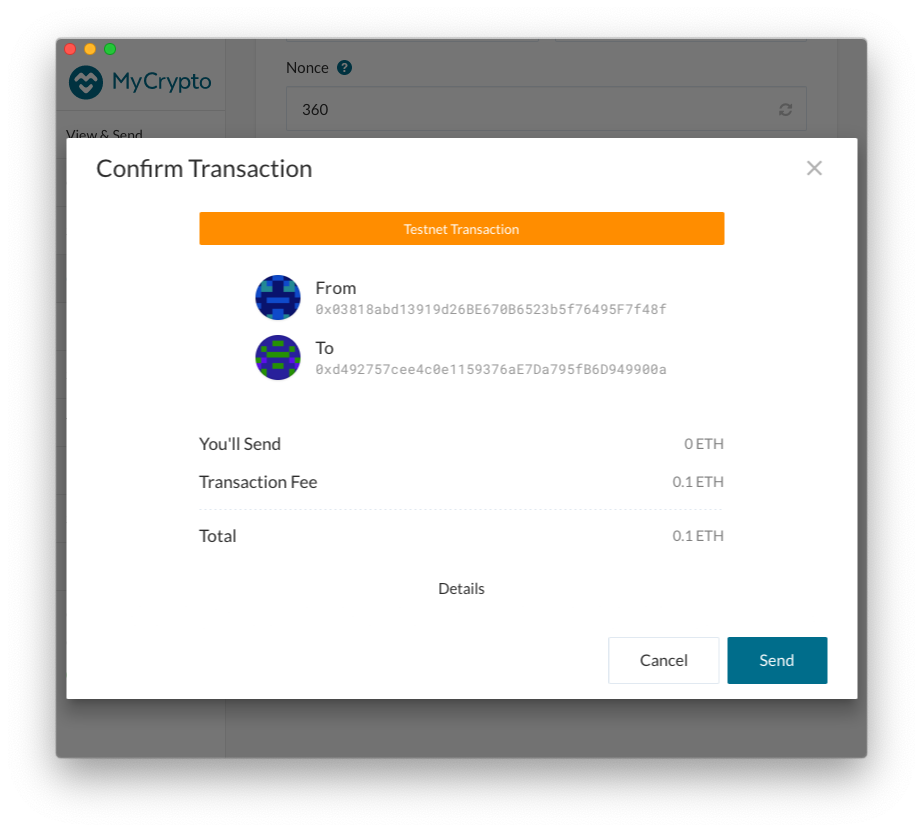 MyCrypto
Nonce ?
360
View & Send
Confirm Transaction
Testnet Transaction
From
0x03818abd13919d26BE670B6523b5f76495F7f48f
To
0xd492757cee4c0e1159376aE7Da795fB6D949900a
You'll Send 0 ETH
Transaction Fee 0.1 ETH
Total 0.1 ETH
Details
Cancel Send